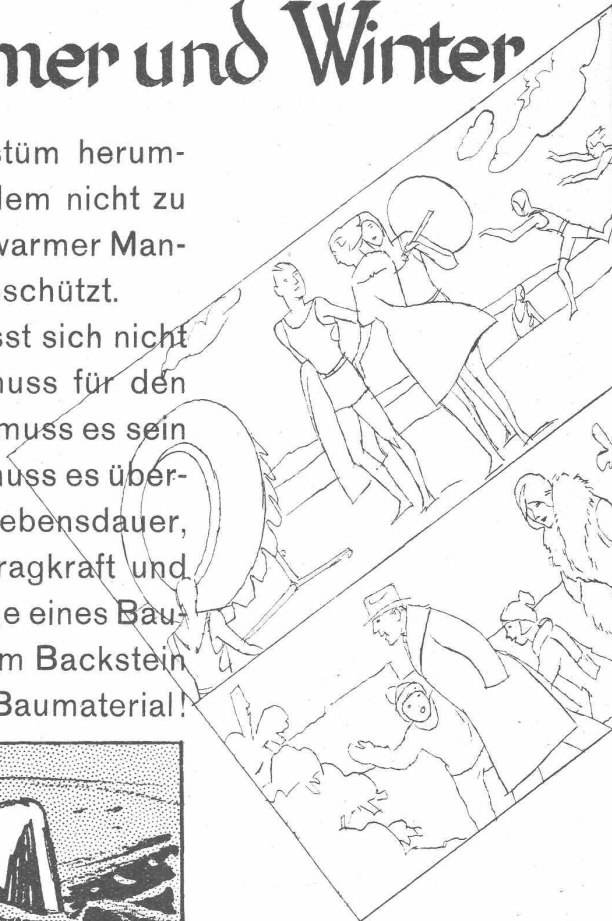 mer und Winter
stüm herum-
dem nicht zu
warmer Man-
schützt.
sst sich nicht
muss für den
muss es sein
muss es über-
ebensdauer,
ragkraft und
e eines Bau-
m Backstein
Baumaterial!